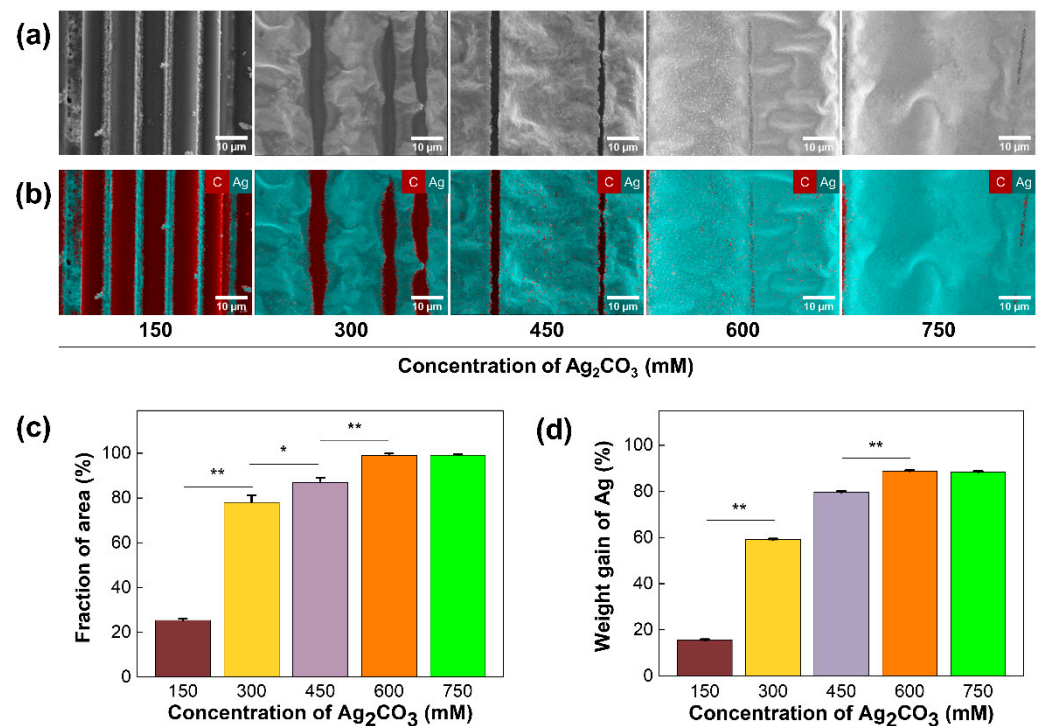 (a)
10 µm 10 µm 10 µm 10 µm 10 µm
(b)
C Ag C Ag C Ag C Ag C Ag
10 µm 10 µm 10 µm 10 µm 10 µm
150 300 450 600 750
Concentration of Ag₂CO₃ (mM)
(c)
Fraction of area (%)
100
80
60
40
20
0
**
*
**
150 300 450 600 750
Concentration of Ag₂CO₃ (mM)
(d)
Weight gain of Ag (%)
100
80
60
40
20
0
**
**
150 300 450 600 750
Concentration of Ag₂CO₃ (mM)